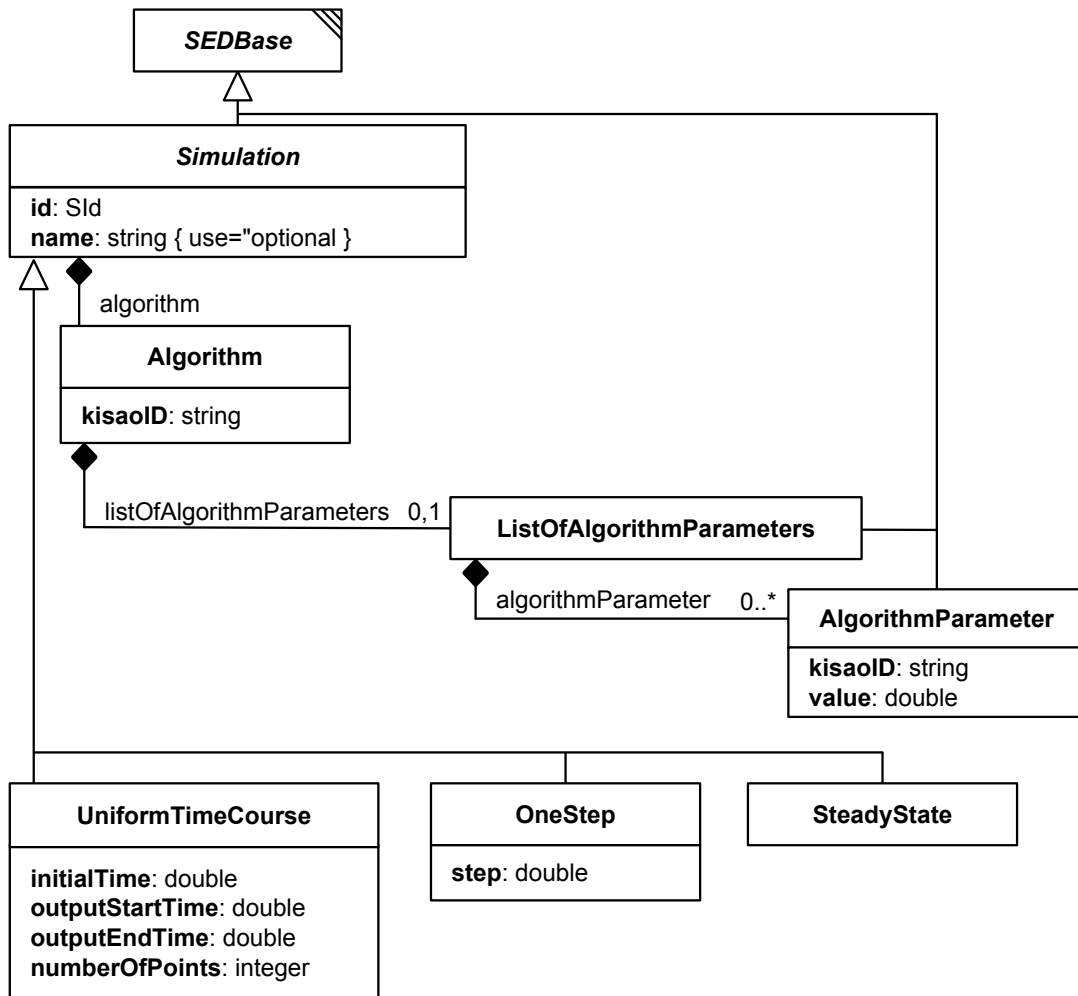 SEDBase
Simulation
id: SId
name: string { use="optional }
algorithm
Algorithm
kisaoID: string
listOfAlgorithmParameters 0,1
ListOfAlgorithmParameters
algorithmParameter 0..*
AlgorithmParameter
kisaoID: string
value: double
UniformTimeCourse
initialTime: double
outputStartTime: double
outputEndTime: double
numberOfPoints: integer
OneStep
step: double
SteadyState